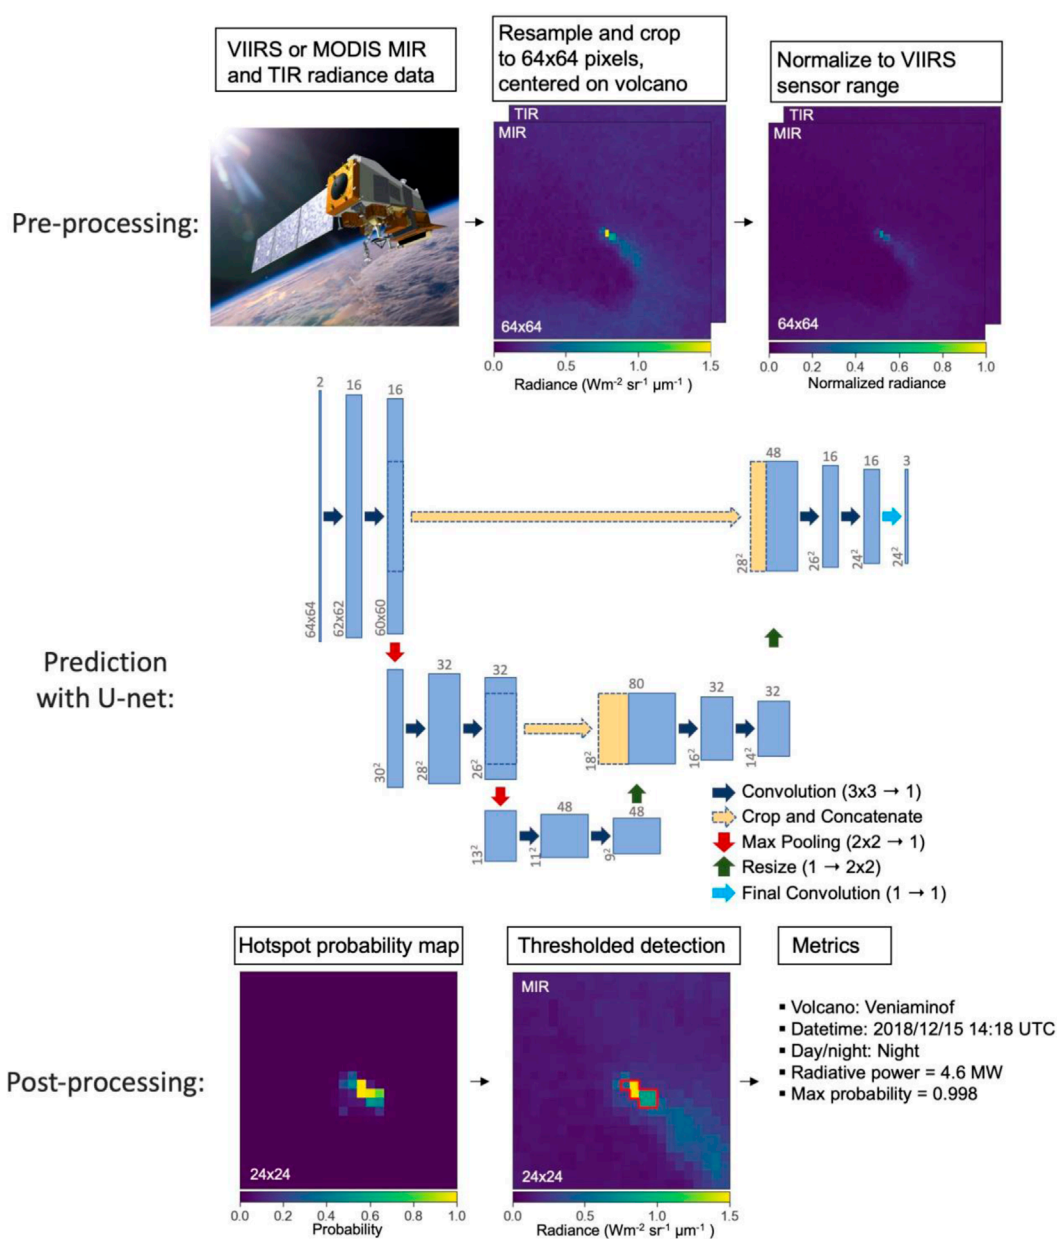 VIIRS or MODIS MIR
and TIR radiance data
Resample and crop
to 64x64 pixels,
centered on volcano
Normalize to VIIRS
sensor range
Pre-processing:
TIR
MIR
64x64
0.0 0.5 1.0 1.5
Radiance (Wm⁻² sr⁻¹ µm⁻¹)
TIR
MIR
64x64
0.0 0.2 0.4 0.6 0.8 1.0
Normalized radiance
Prediction
with U-net:
2 16 16
64x64 62x62 60x60
48 16 16 3
28² 26² 24² 24²
32 32
30² 28² 26²
80 32 32
18² 16² 14²
48 48
13² 11² 9²
Convolution (3x3 → 1)
Crop and Concatenate
Max Pooling (2x2 → 1)
Resize (1 → 2x2)
Final Convolution (1 → 1)
Post-processing:
Hotspot probability map
24x24
0.0 0.2 0.4 0.6 0.8 1.0
Probability
Thresholded detection
MIR
24x24
0.0 0.5 1.0 1.5
Radiance (Wm⁻² sr⁻¹ µm⁻¹)
Metrics
▪ Volcano: Veniaminof
▪ Datetime: 2018/12/15 14:18 UTC
▪ Day/night: Night
▪ Radiative power = 4.6 MW
▪ Max probability = 0.998